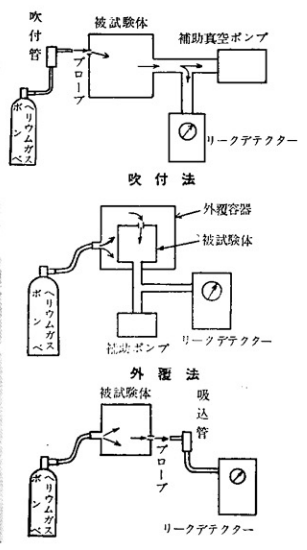 吹付管
被試験体
補助真空ポンプ
プローブ
ヘリウムガス
ボンベ
リークデテクター
吹付法
外覆容器
被試験体
ヘリウムガス
ボンベ
補助ポンプ
リークデテクター
外覆法
被試験体
吸込管
プローブ
ヘリウムガス
ボンベ
リークデテクター